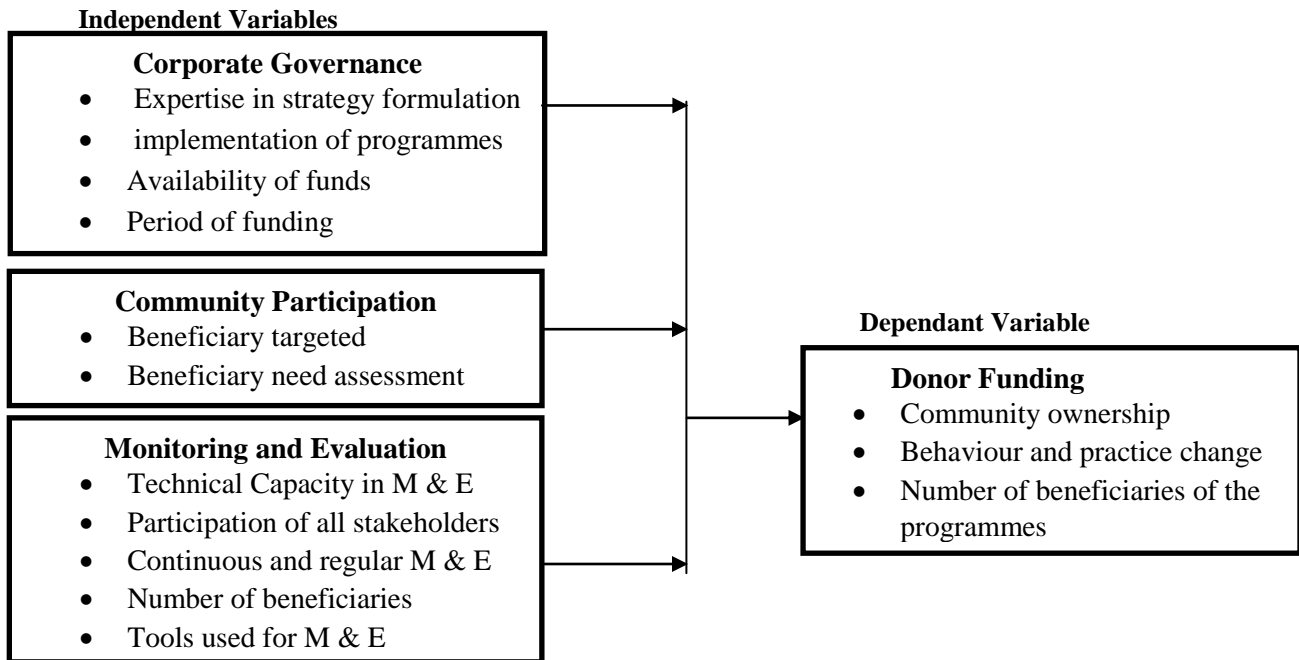 Independent Variables
Corporate Governance
• Expertise in strategy formulation
• implementation of programmes
• Availability of funds
• Period of funding
Community Participation
• Beneficiary targeted
• Beneficiary need assessment
Monitoring and Evaluation
• Technical Capacity in M & E
• Participation of all stakeholders
• Continuous and regular M & E
• Number of beneficiaries
• Tools used for M & E
Dependant Variable
Donor Funding
• Community ownership
• Behaviour and practice change
• Number of beneficiaries of the
programmes